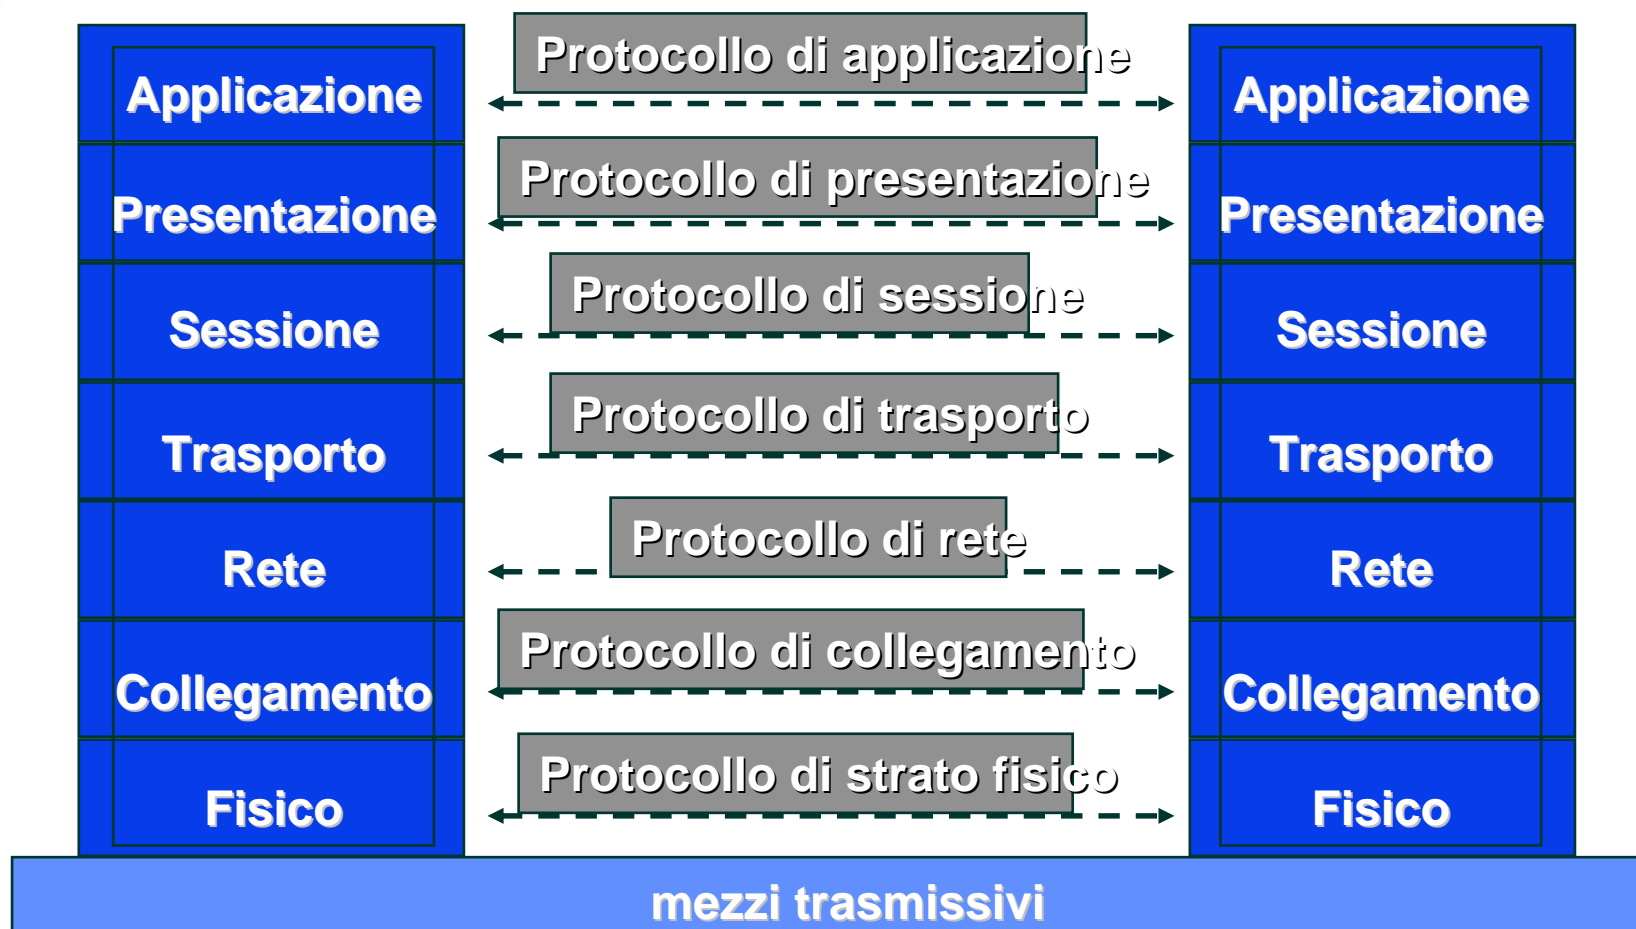 Protocollo di applicazione
Applicazione
Applicazione
Protocollo di presentazione
Presentazione
Presentazione
Protocollo di sessione
Sessione
Sessione
Protocollo di trasporto
Trasporto
Trasporto
Protocollo di rete
Rete
Rete
Protocollo di collegamento
Collegamento
Collegamento
Protocollo di strato fisico
Fisico
Fisico
mezzi trasmissivi